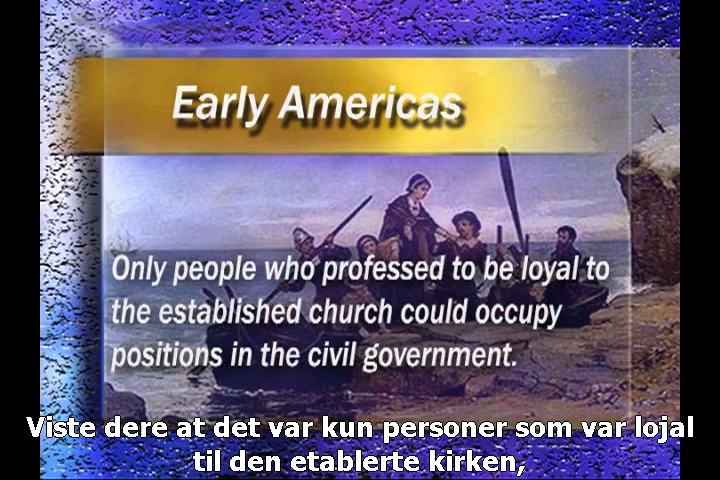 Early Americas
Only people who professed to be loyal to
the established church could occupy
positions in the civil government.
Viste dere at det var kun personer som var lojal
til den etablerte kirken,